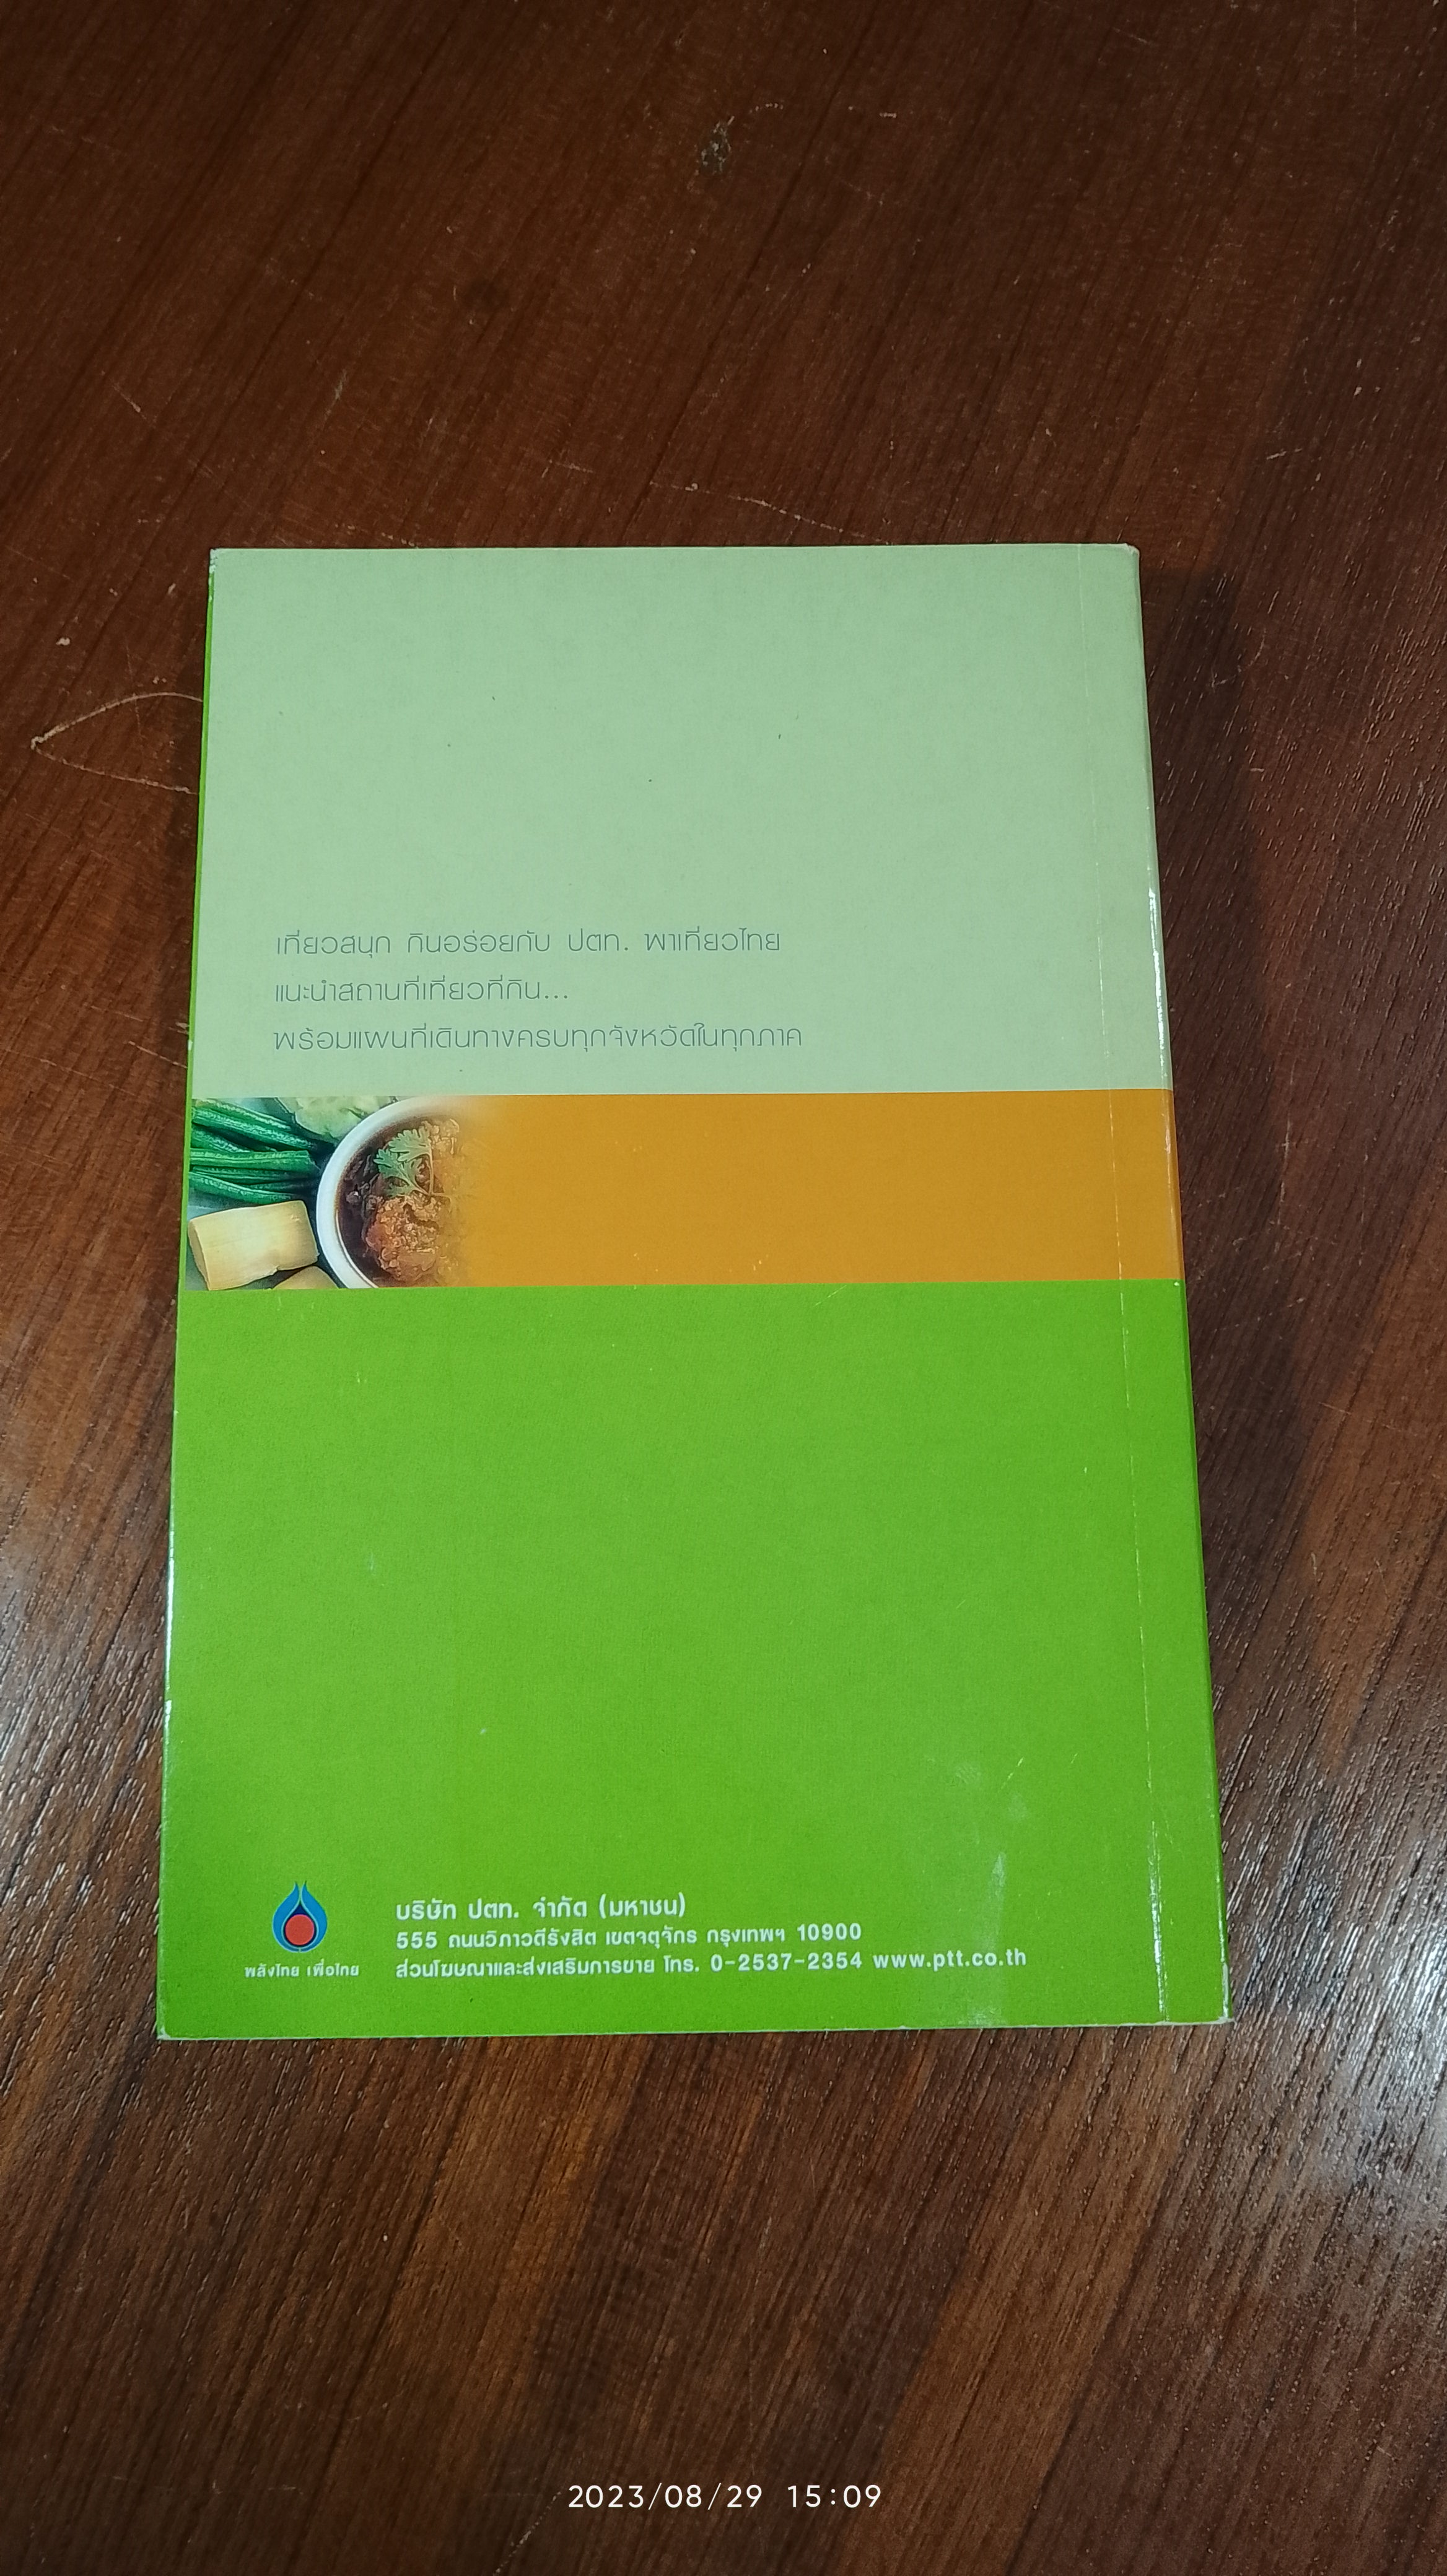 เที่ยวสนุก กินอร่อยกับ ปตท. พาเที่ยวไทย
แนะนำสถานที่เที่ยวที่กิน...
พร้อมแผนที่เดินทางครบทุกจังหวัดในทุกภาค
พลังไทย เพื่อไทย
บริษัท ปตท. จำกัด (มหาชน)
555 ถนนวิภาวดีรังสิต เขตจตุจักร กรุงเทพฯ 10900
ส่วนโฆษณาและส่งเสริมการขาย โทร. 0-2537-2354 www.ptt.co.th
2023/08/29 15:09